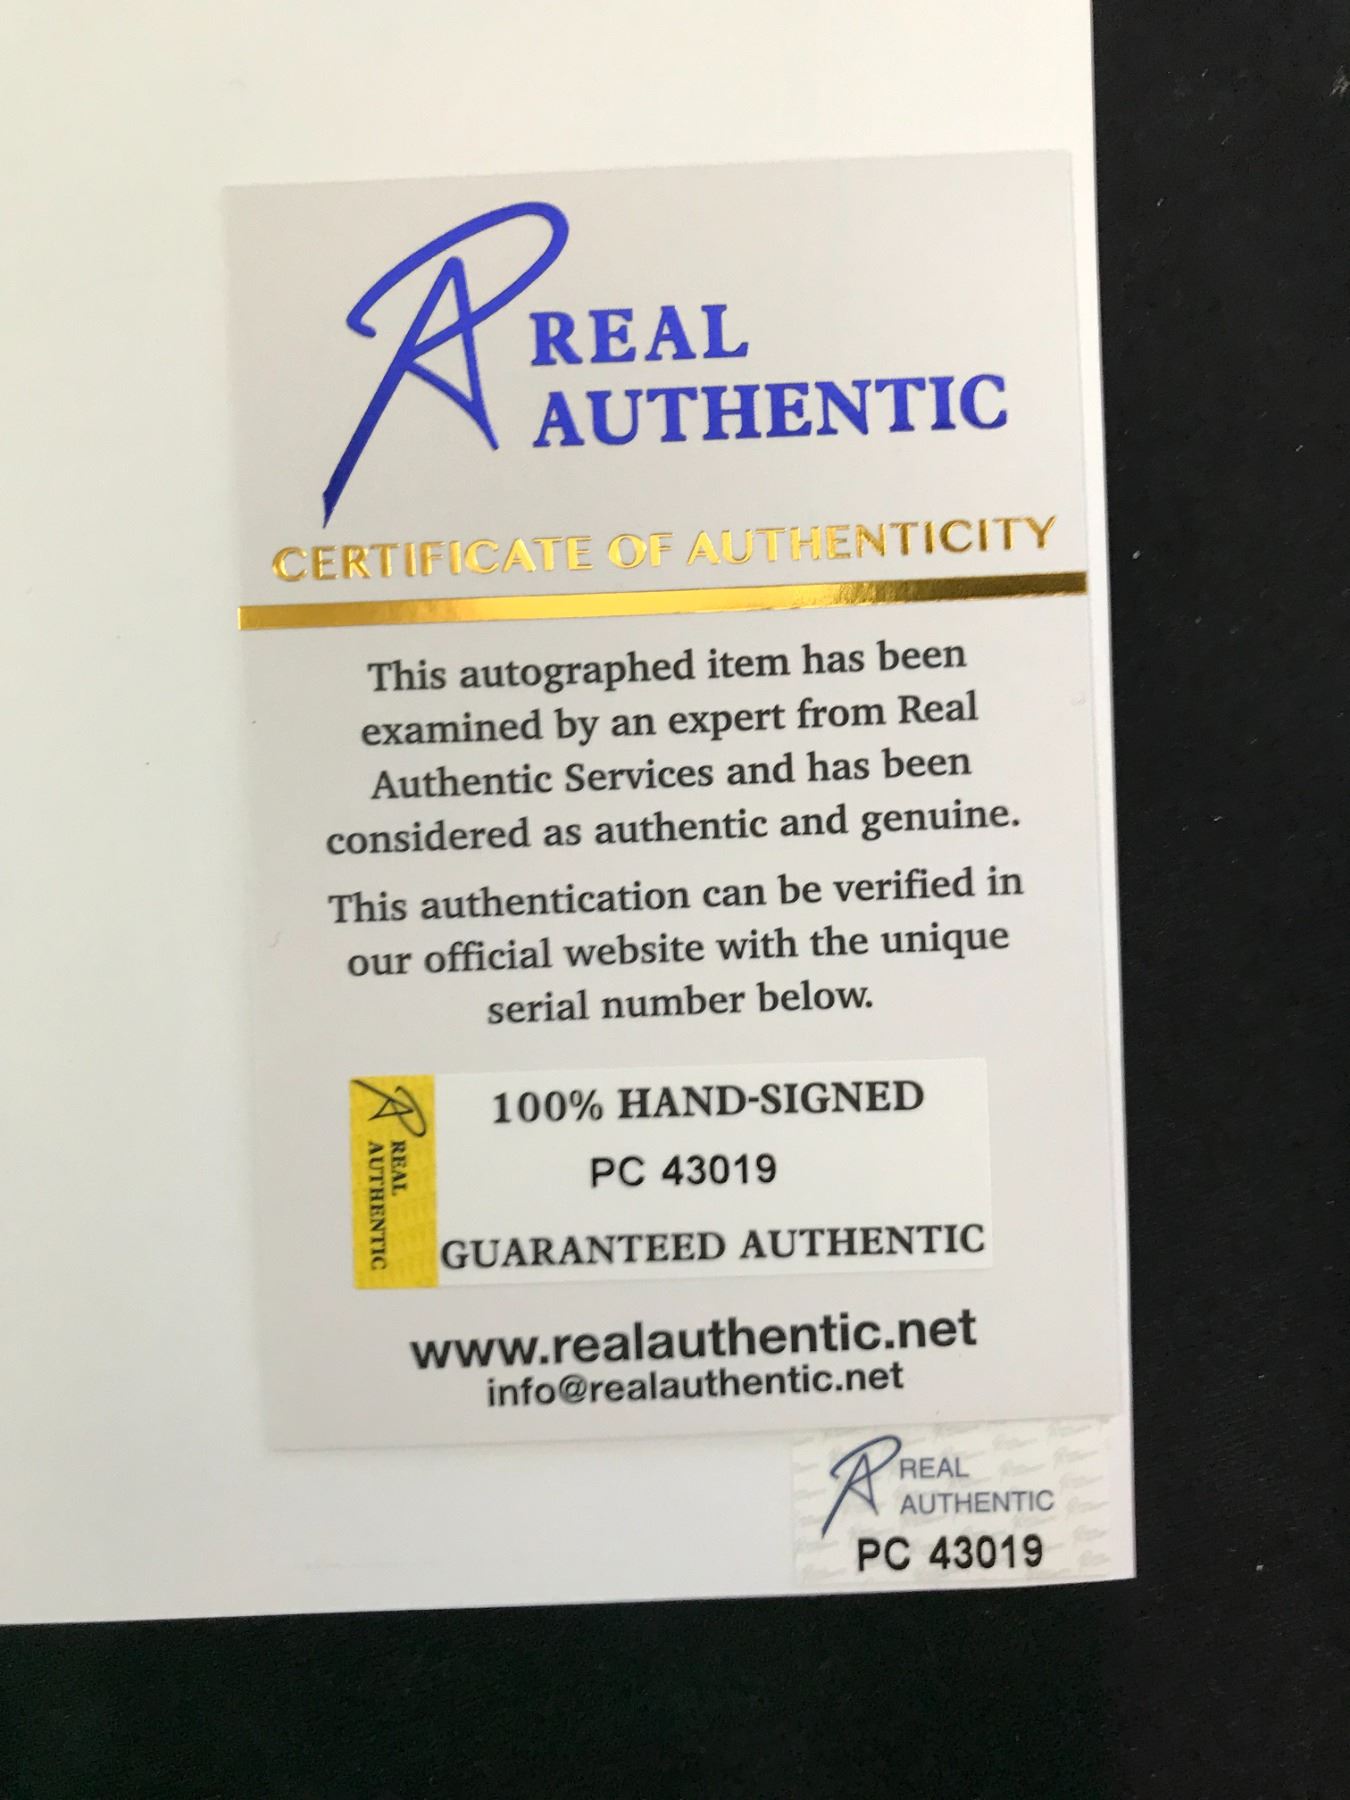 REAL
AUTHENTIC
CERTIFICATE OF AUTHENTICITY
This autographed item has been
examined by an expert from Real
Authentic Services and has been
considered as authentic and genuine.
This authentication can be verified in
our official website with the unique
serial number below.
REAL
AUTHENTIC
100% HAND-SIGNED
PC 43019
GUARANTEED AUTHENTIC
www.realauthentic.net
info@realauthentic.net
REAL
AUTHENTIC
PC 43019